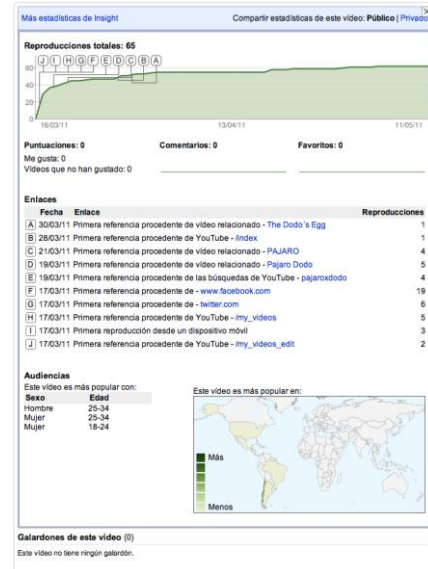 Más estadísticas de Insight Compartir estadísticas de este vídeo: Público | Privado
Reproducciones totales: 65
J I H G F E D C B A
60
40
20
0
16/03/11 13/04/11 11/05/11
Puntuaciones: 0 Comentarios: 0 Favoritos: 0
Me gusta: 0
Vídeos que no han gustado: 0
Enlaces
Fecha Enlace Reproducciones
A 30/03/11 Primera referencia procedente de vídeo relacionado - The Dodo´s Egg 1
B 28/03/11 Primera referencia procedente de YouTube - /index 1
C 21/03/11 Primera referencia procedente de vídeo relacionado - PAJARO 4
D 19/03/11 Primera referencia procedente de vídeo relacionado - Pajaro Dodo 5
E 19/03/11 Primera referencia procedente de las búsquedas de YouTube - pajaroxdodo 4
F 17/03/11 Primera referencia procedente de - www.facebook.com 19
G 17/03/11 Primera referencia procedente de - twitter.com 6
H 17/03/11 Primera referencia procedente de YouTube - /my_videos 5
I 17/03/11 Primera reproducción desde un dispositivo móvil 3
J 17/03/11 Primera referencia procedente de YouTube - /my_videos_edit 2
Audiencias
Este vídeo es más popular con: Este vídeo es más popular en:
Sexo Edad
Hombre 25-34
Mujer 25-34
Mujer 18-24
Más
Menos
Galardones de este vídeo (0)
Este vídeo no tiene ningún galardón.